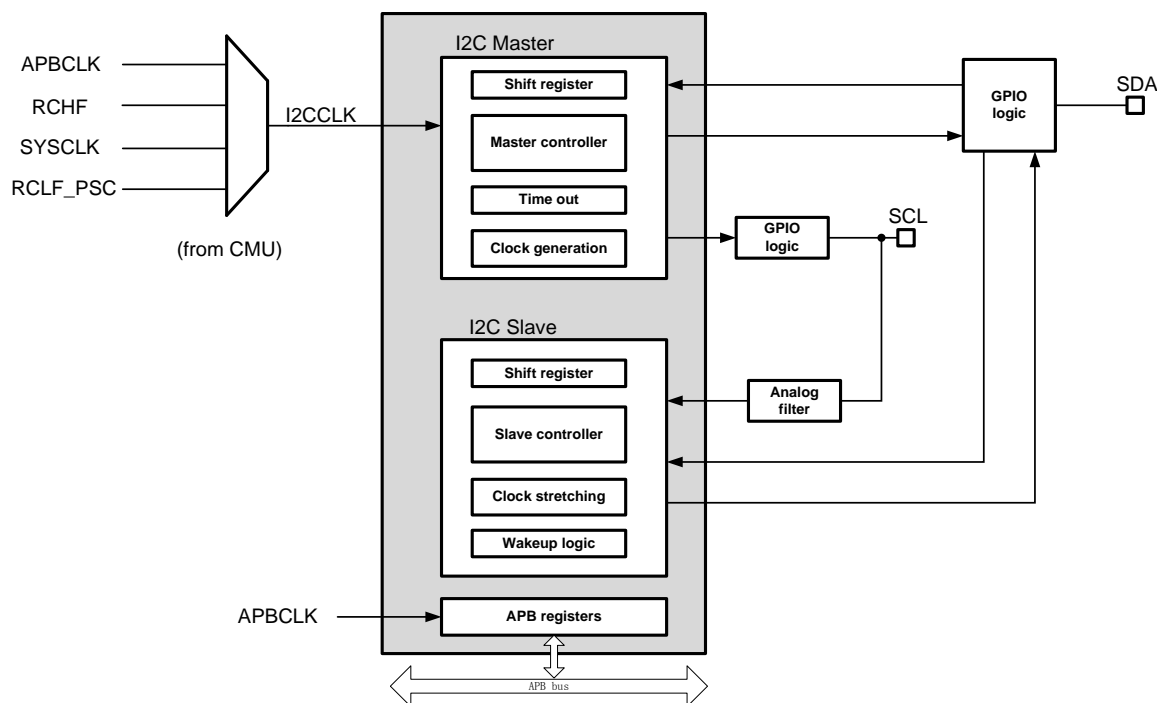 I2C Master
APBCLK
RCHF
SYSCLK
RCLF_PSC
(from CMU)
I2CCLK
Shift register
Master controller
Time out
Clock generation
GPIO
logic
SDA
GPIO
logic
SCL
I2C Slave
Shift register
Slave controller
Clock stretching
Wakeup logic
Analog
filter
APBCLK
APB registers
APB bus